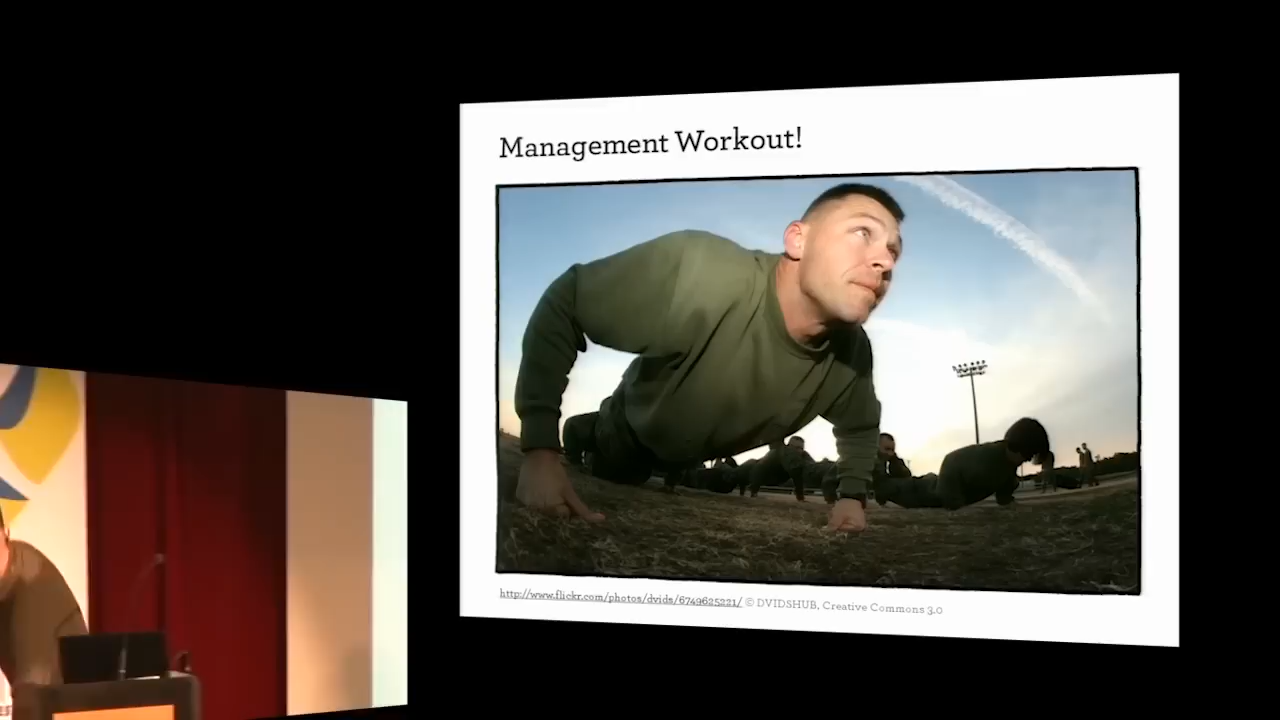 Management Workout!
http://www.flickr.com/photos/dvids/6749625221/ © DVIDSHUB, Creative Commons 3.0